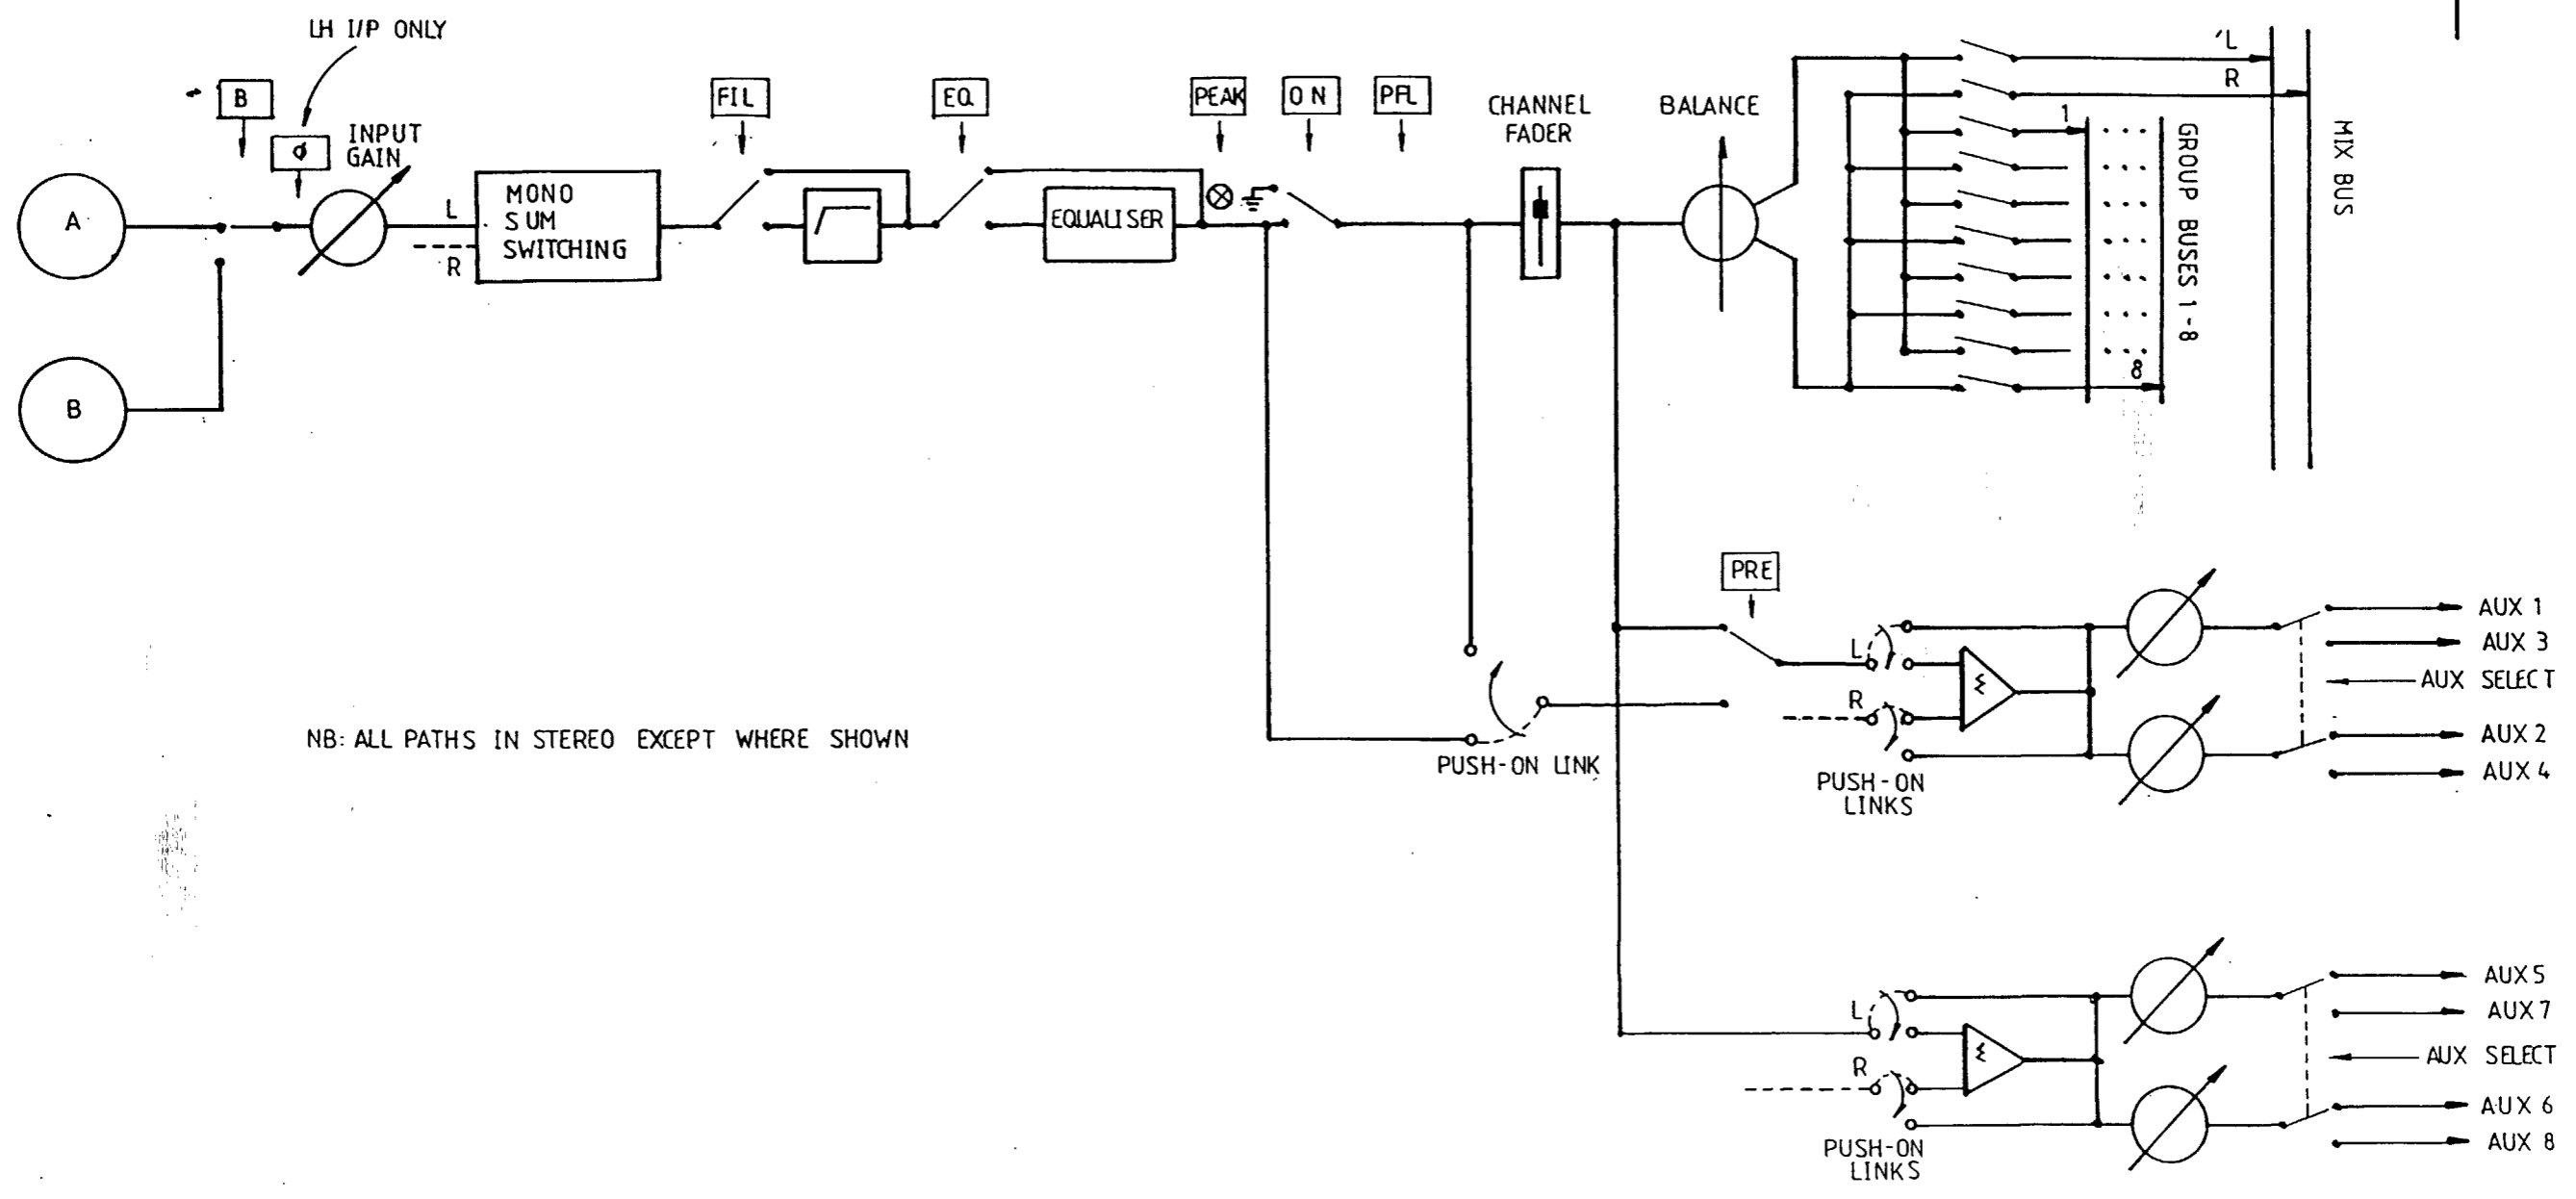 LH I/P ONLY
B
Φ
INPUT
GAIN
FIL
EQ
PEAK
ON
PFL
CHANNEL
FADER
BALANCE
L
R
1
8
GROUP BUSES 1-8
MIX BUS
A
B
L
R
MONO
SUM
SWITCHING
EQUALISER
PRE
L
R
PUSH-ON LINK
PUSH-ON
LINKS
AUX 1
AUX 3
AUX SELECT
AUX 2
AUX 4
NB: ALL PATHS IN STEREO EXCEPT WHERE SHOWN
L
R
PUSH-ON
LINKS
AUX 5
AUX 7
AUX SELECT
AUX 6
AUX 8